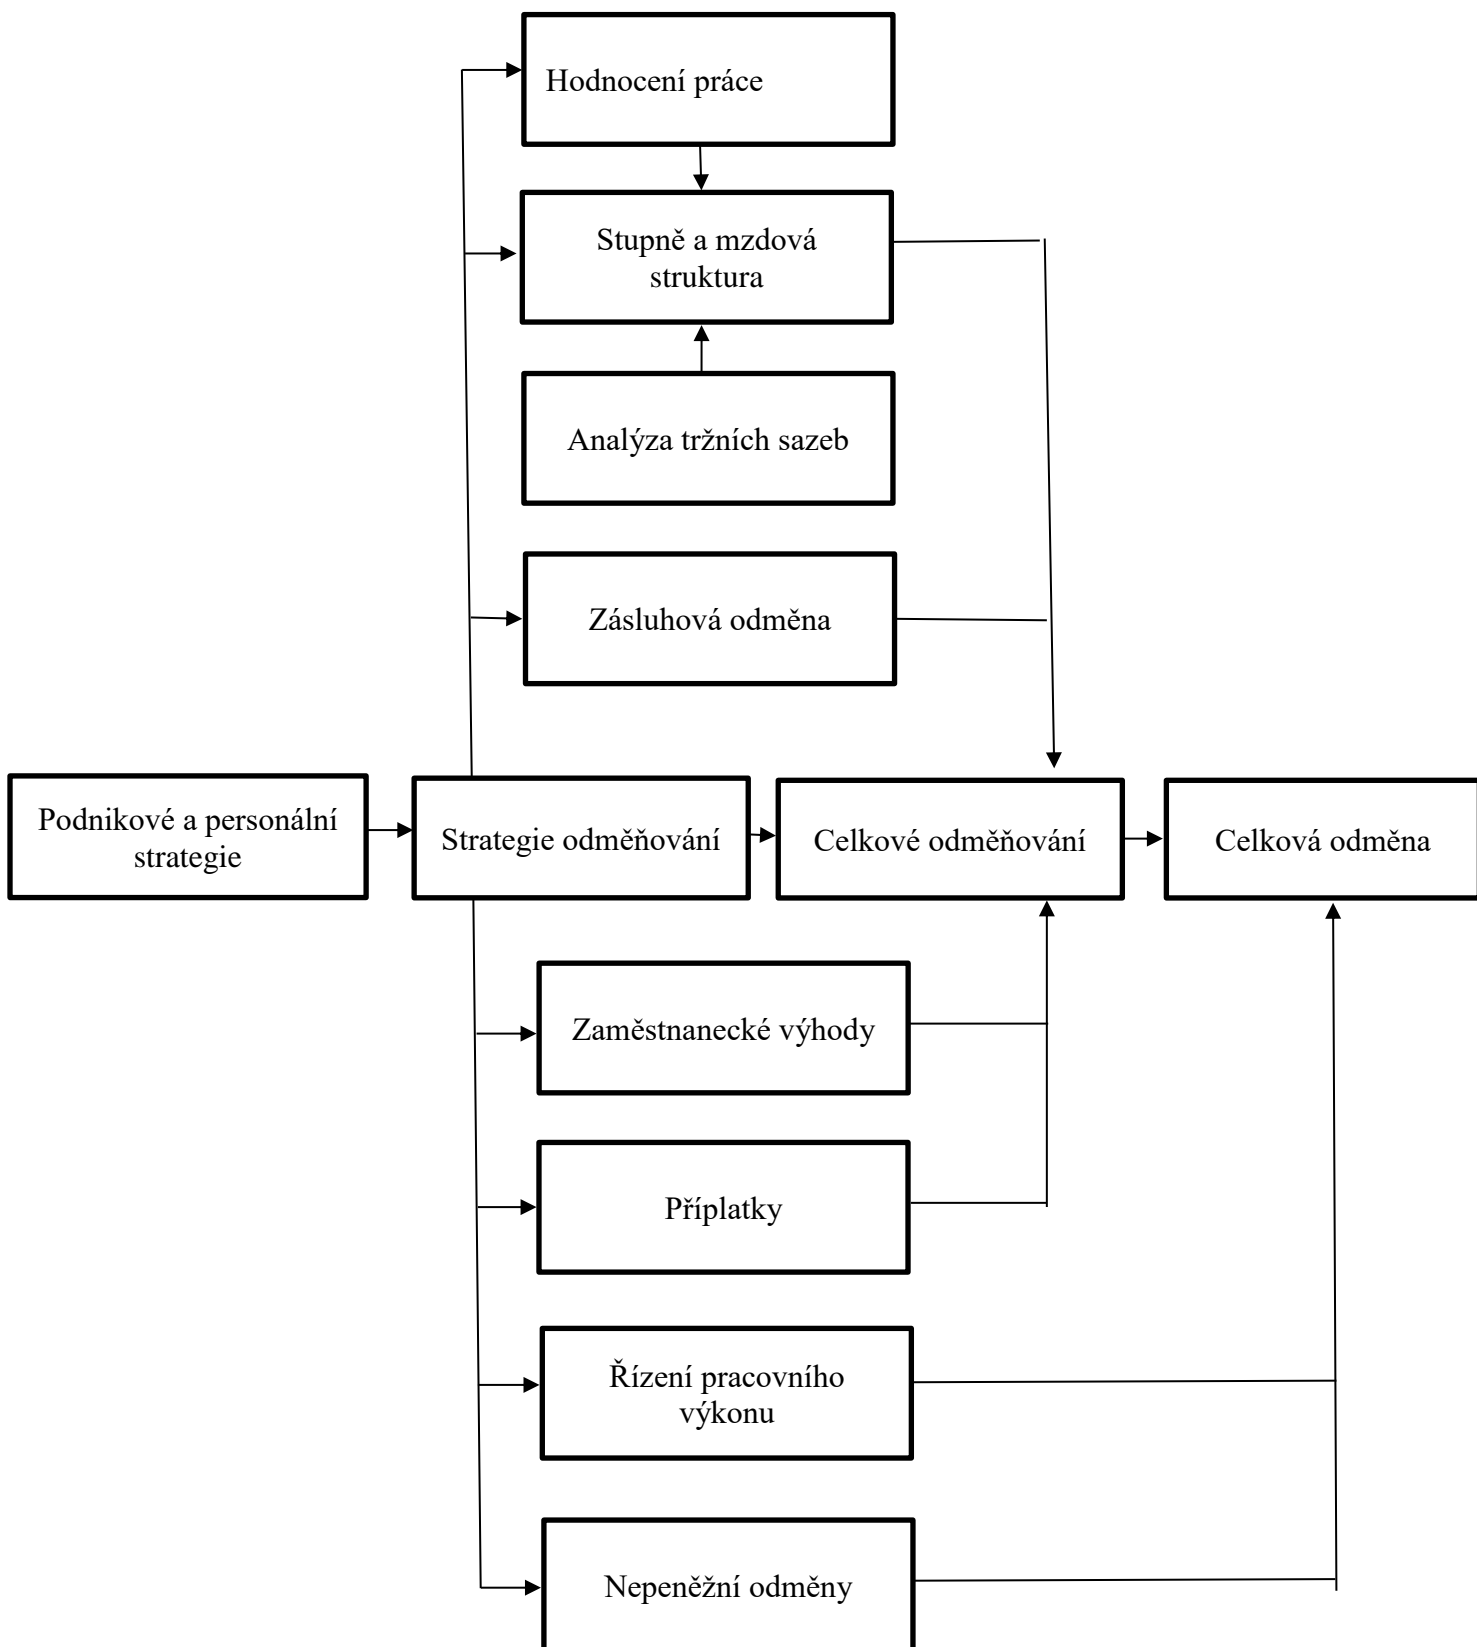 Hodnocení práce
Stupně a mzdová
struktura
Analýza tržních sazeb
Zásluhová odměna
Podnikové a personální
strategie
Strategie odměňování
Celkové odměňování
Celková odměna
Zaměstnanecké výhody
Příplatky
Řízení pracovního
výkonu
Nepeněžní odměny